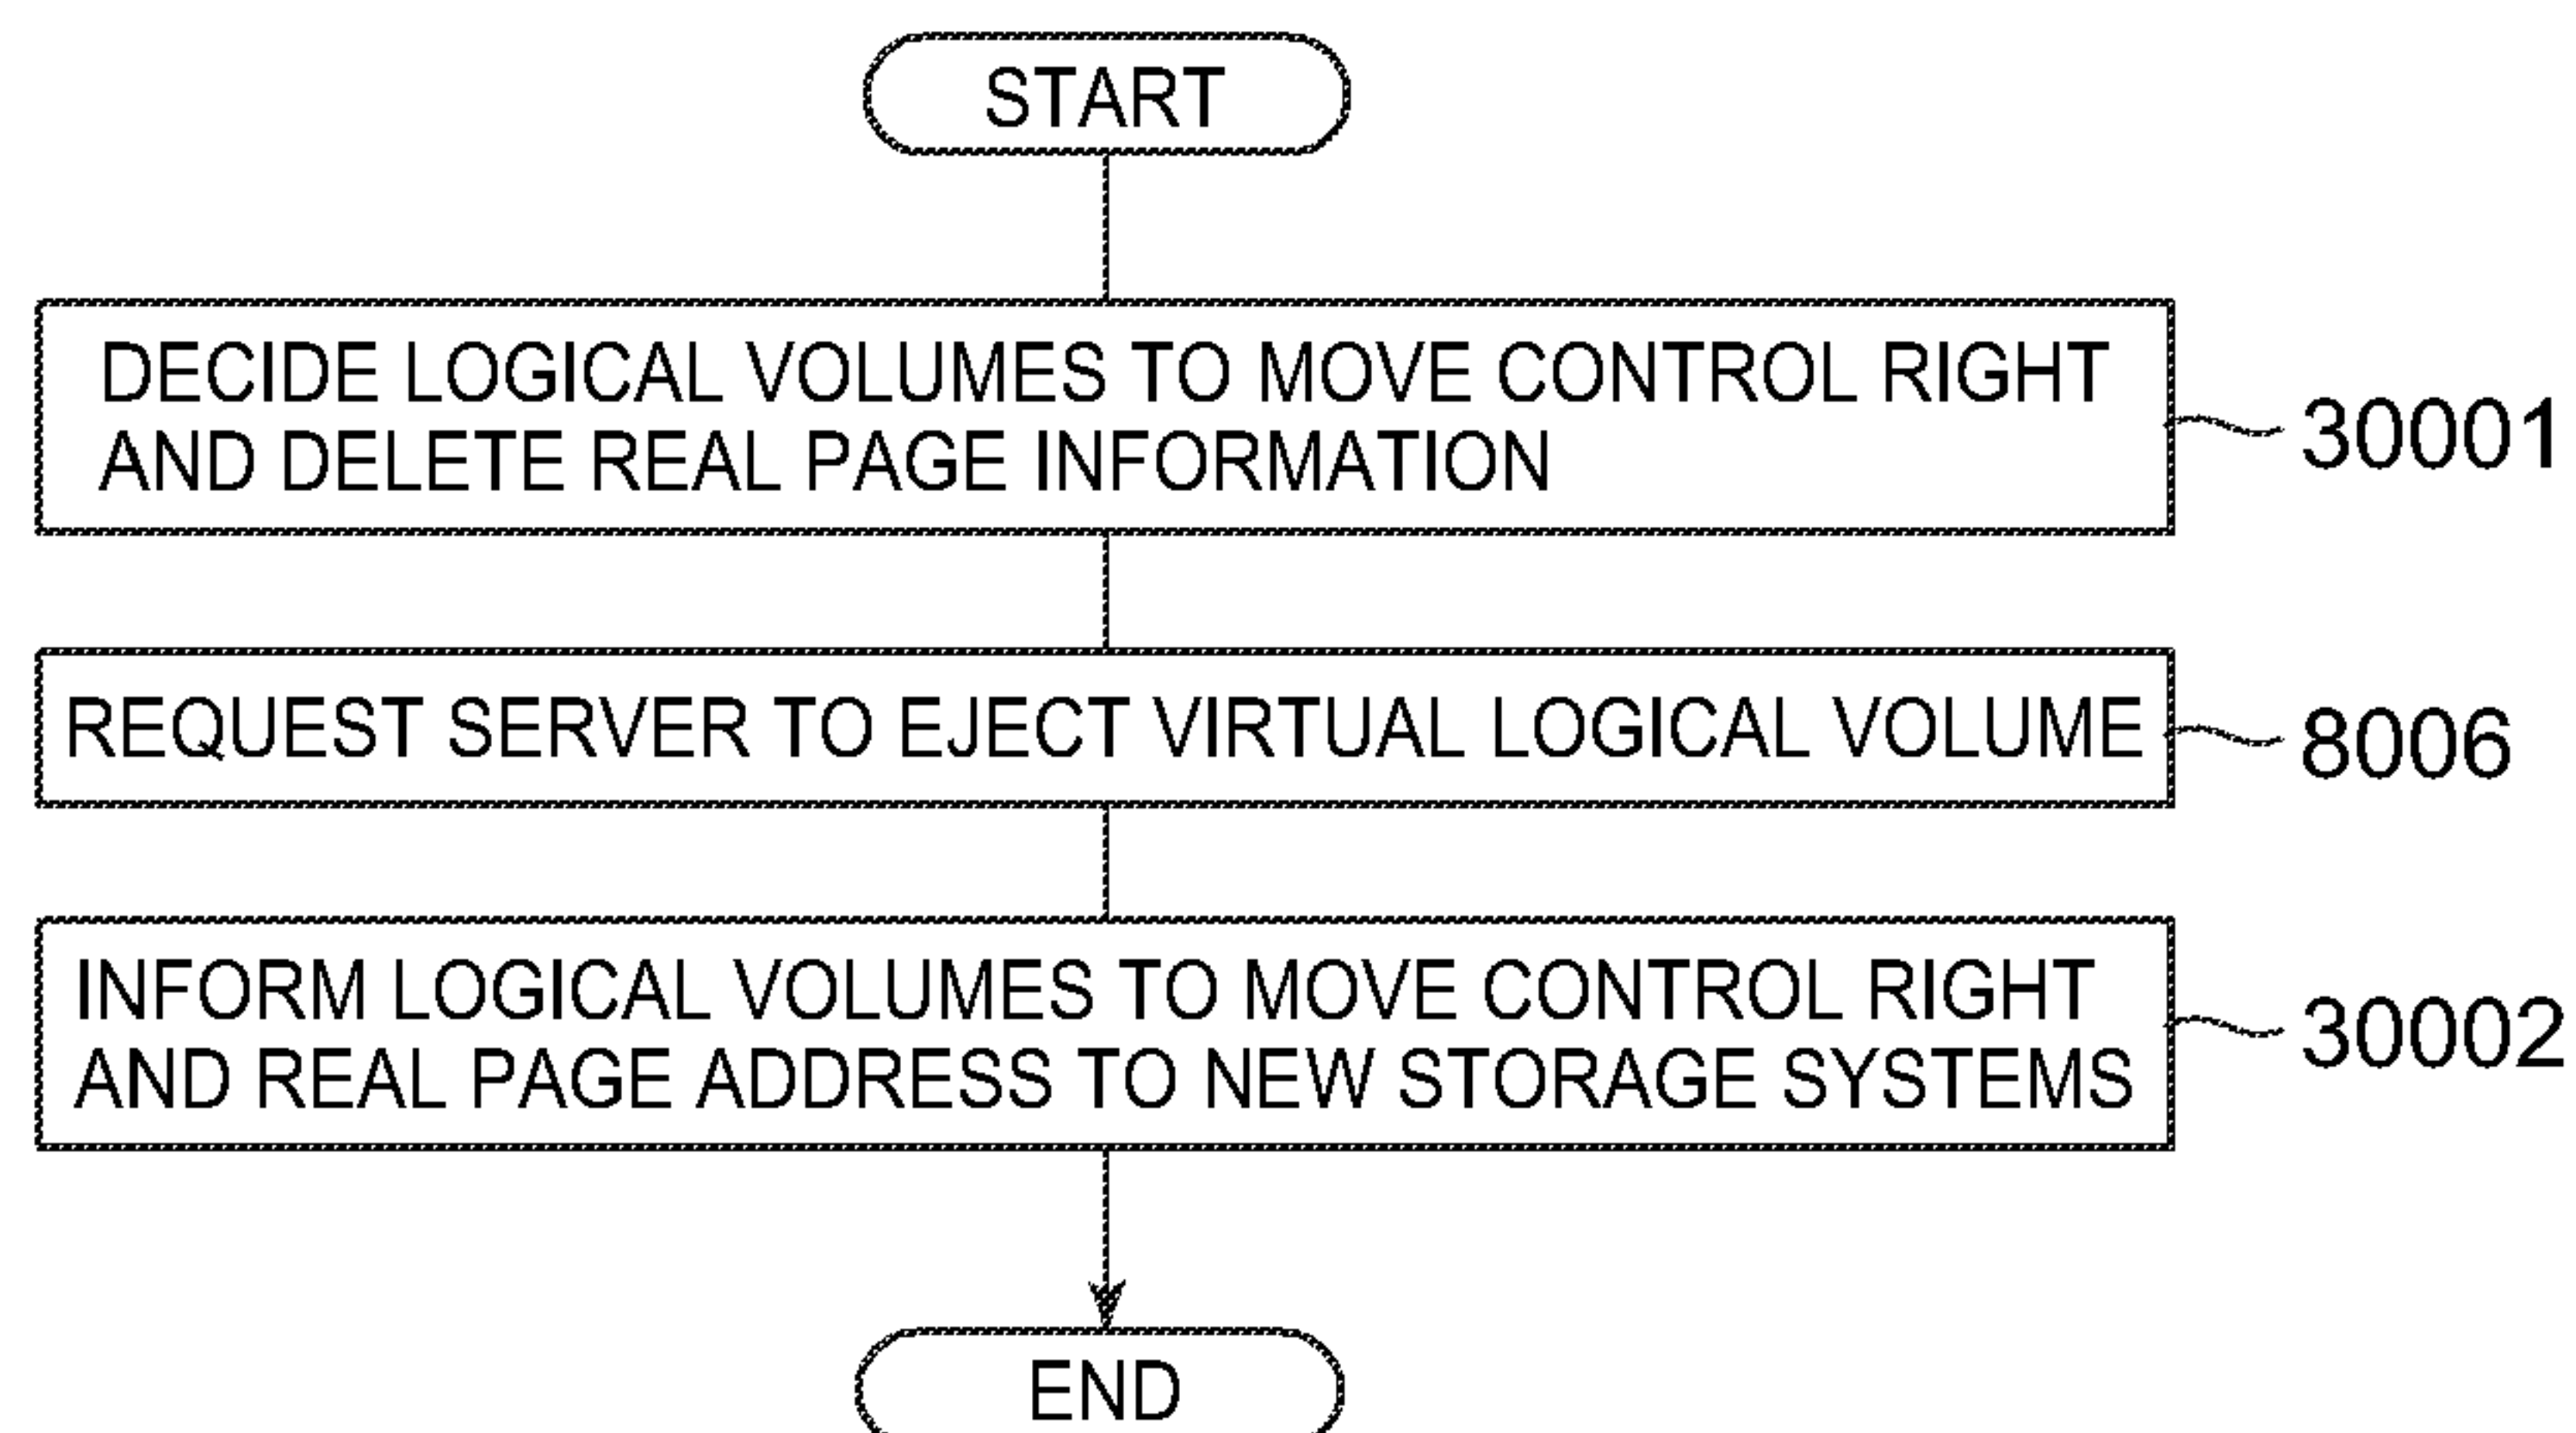 START
DECIDE LOGICAL VOLUMES TO MOVE CONTROL RIGHT
AND DELETE REAL PAGE INFORMATION
30001
REQUEST SERVER TO EJECT VIRTUAL LOGICAL VOLUME
8006
INFORM LOGICAL VOLUMES TO MOVE CONTROL RIGHT
AND REAL PAGE ADDRESS TO NEW STORAGE SYSTEMS
30002
END